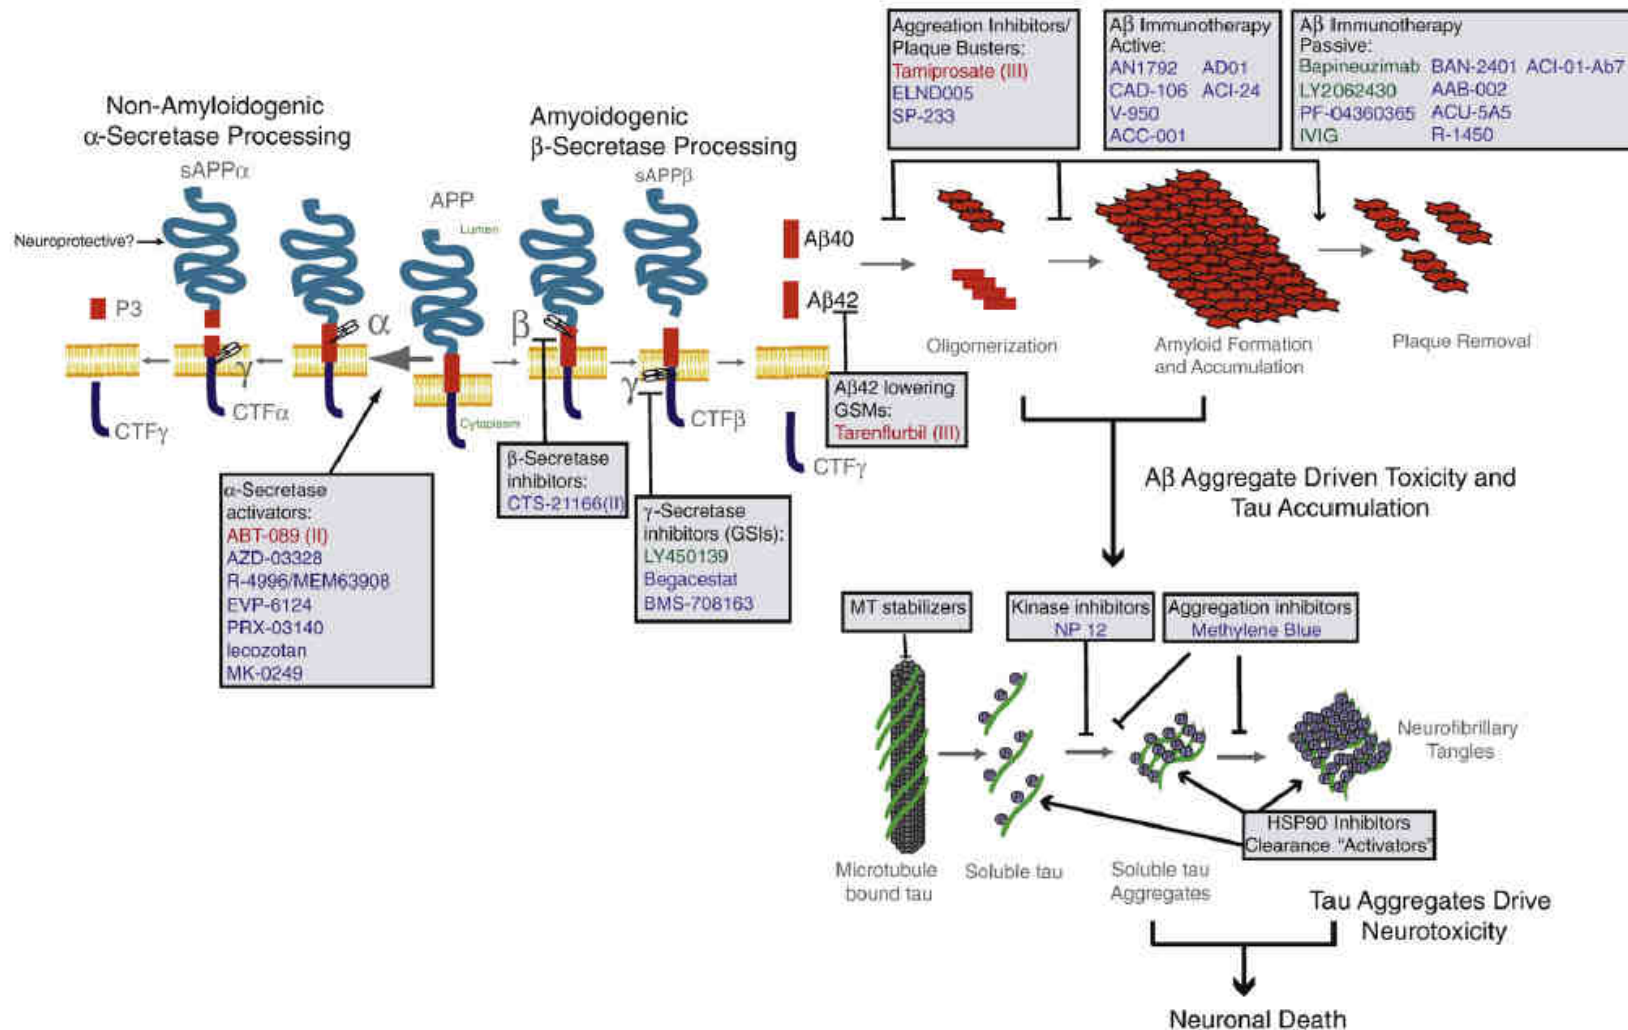 Aggreation Inhibitors/
Plaque Busters:
Tamiprosate (III)
ELND005
SP-233
Aβ Immunotherapy
Active:
AN1792 AD01
CAD-106 ACI-24
V-950
ACC-001
Aβ Immunotherapy
Passive:
Bapineuzimab BAN-2401 ACI-01-Ab7
LY2062430 AAB-002
PF-04360365 ACU-5A5
IVIG R-1450
Non-Amyloidogenic
α-Secretase Processing
Amyoidogenic
β-Secretase Processing
sAPPα
APP
sAPPβ
Lumen
Neuroprotective?
Aβ40
P3
α
β
Aβ42
γ
γ
Oligomerization
Amyloid Formation
and Accumulation
Plaque Removal
CTFγ
CTFα
Cytoplasm
CTFβ
CTFγ
Aβ42 lowering
GSMs:
Tarenflurbil (III)
β-Secretase
inhibitors:
CTS-21166(II)
α-Secretase
activators:
ABT-089 (II)
AZD-03328
R-4996/MEM63908
EVP-6124
PRX-03140
lecozotan
MK-0249
γ-Secretase
inhibitors (GSIs):
LY450139
Begacestat
BMS-708163
Aβ Aggregate Driven Toxicity and
Tau Accumulation
MT stabilizers
Kinase inhibitors
NP 12
Aggregation inhibitors
Methylene Blue
Neurofibrillary
Tangles
HSP90 Inhibitors
Clearance "Activators"
Microtubule
bound tau
Soluble tau
Soluble tau
Aggregates
Tau Aggregates Drive
Neurotoxicity
Neuronal Death